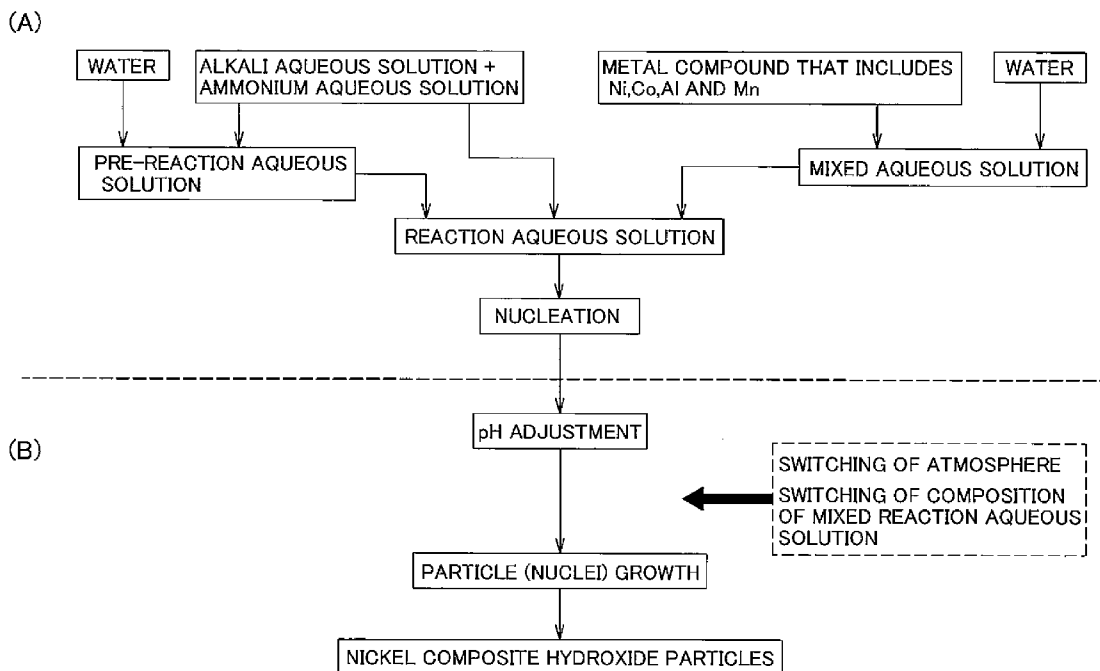 (A)
WATER
ALKALI AQUEOUS SOLUTION +
AMMONIUM AQUEOUS SOLUTION
METAL COMPOUND THAT INCLUDES
Ni,Co,Al AND Mn
WATER
PRE-REACTION AQUEOUS
SOLUTION
MIXED AQUEOUS SOLUTION
REACTION AQUEOUS SOLUTION
NUCLEATION
(B)
pH ADJUSTMENT
SWITCHING OF ATMOSPHERE
SWITCHING OF COMPOSITION
OF MIXED REACTION AQUEOUS
SOLUTION
PARTICLE (NUCLEI) GROWTH
NICKEL COMPOSITE HYDROXIDE PARTICLES